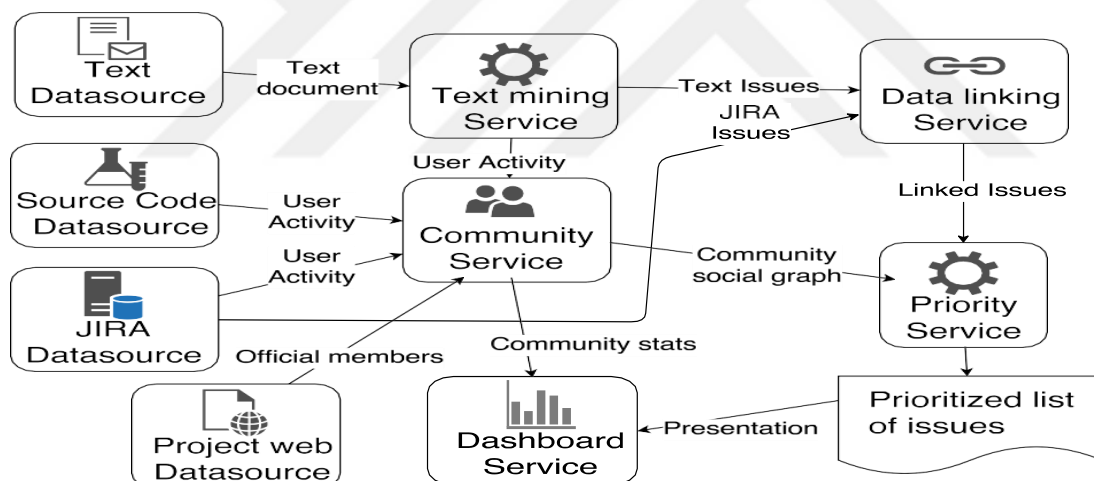 Text
Datasource
Text
document
Text mining
Service
Text Issues
JIRA
Issues
Data linking
Service
User Activity
Source Code
Datasource
User
Activity
User
Activity
Community
Service
Linked Issues
Community
social graph
Priority
Service
JIRA
Datasource
Official members
Community stats
Project web
Datasource
Dashboard
Service
Presentation
Prioritized list
of issues